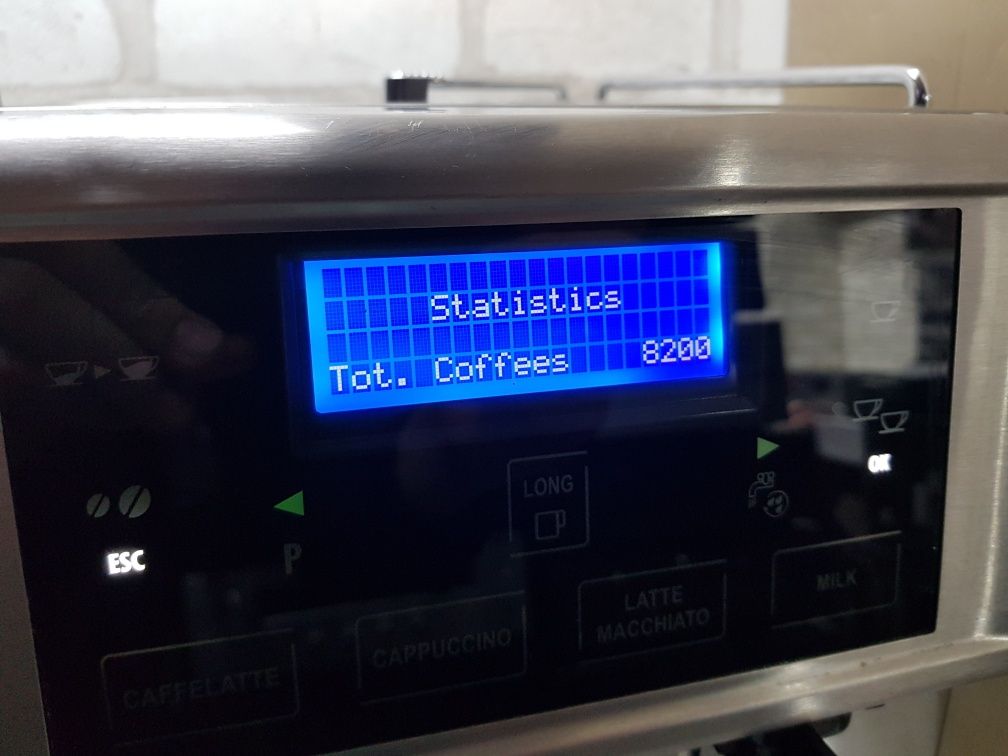 Statistics
Tot. Coffees 8200
LONG
OK
ESC
P
MILK
LATTE
MACCHIATO
CAPPUCCINO
CAFFELATTE